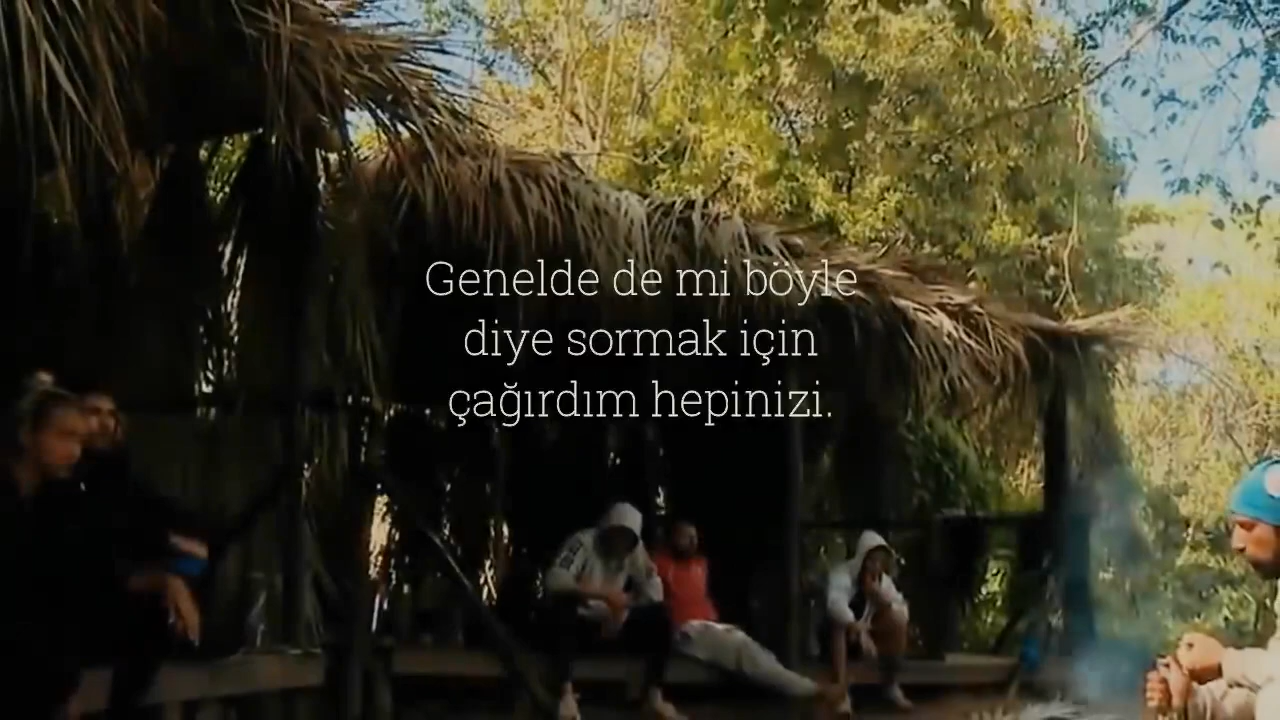 Genelde de mi böyle
diye sormak için
çağırdım hepinizi.